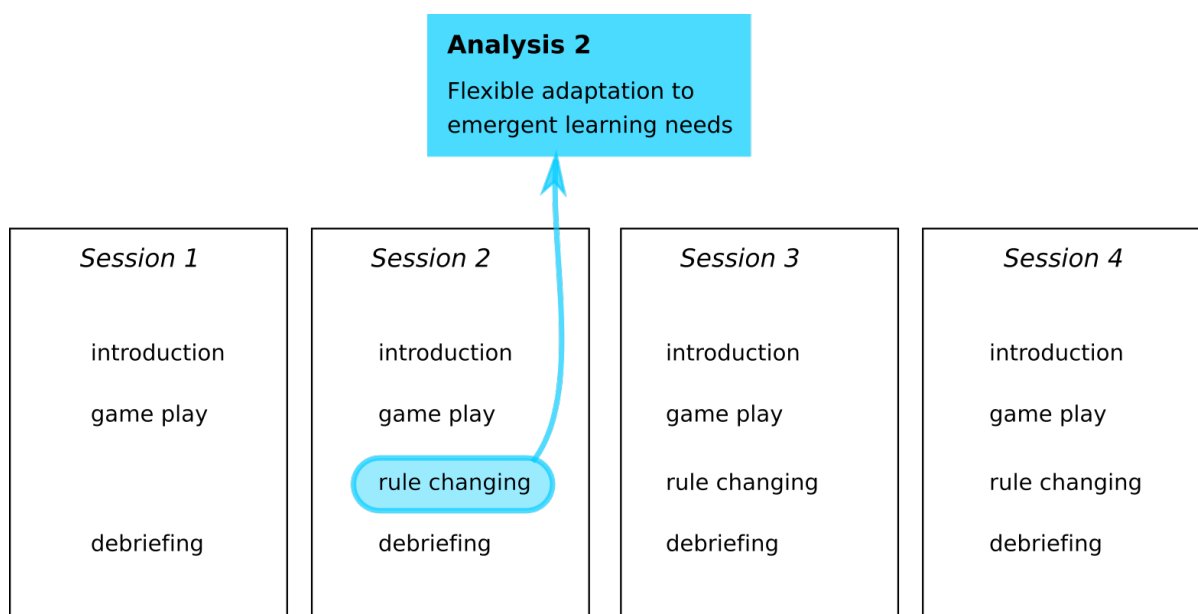 Analysis 2
Flexible adaptation to
emergent learning needs
Session 1
introduction
game play
debriefing
Session 2
introduction
game play
rule changing
debriefing
Session 3
introduction
game play
rule changing
debriefing
Session 4
introduction
game play
rule changing
debriefing